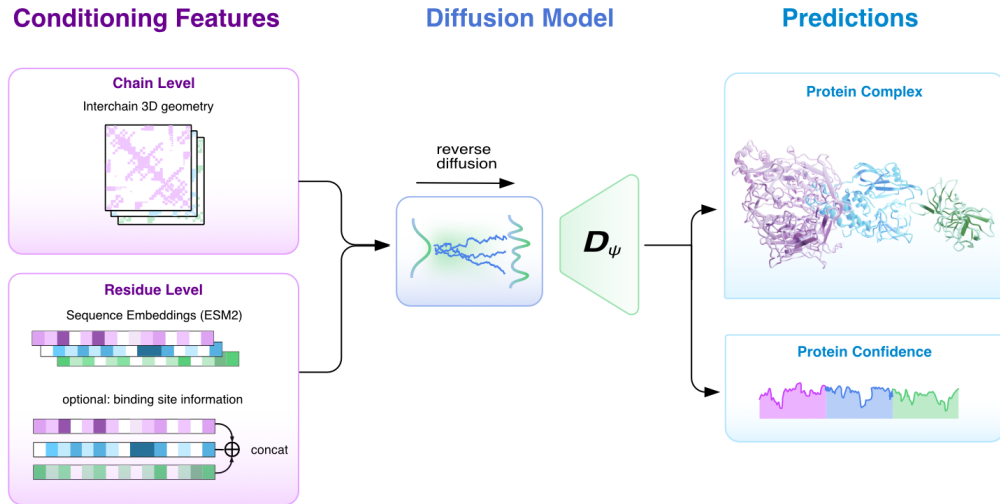 Conditioning Features
Diffusion Model
Predictions
Chain Level
Interchain 3D geometry
Residue Level
Sequence Embeddings (ESM2)
optional: binding site information
concat
reverse
diffusion
D_ψ
Protein Complex
Protein Confidence